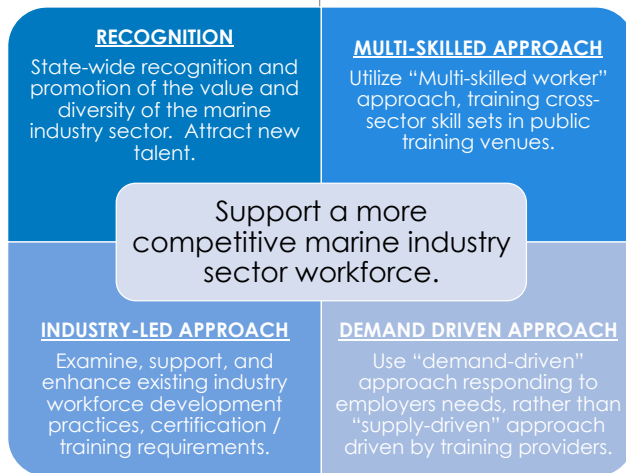 RECOGNITION
State-wide recognition and
promotion of the value and
diversity of the marine
industry sector.  Attract new
talent.
MULTI-SKILLED APPROACH
Utilize “Multi-skilled worker”
approach, training cross-
sector skill sets in public
training venues.
Support a more
competitive marine industry
sector workforce.
INDUSTRY-LED APPROACH
Examine, support, and
enhance existing industry
workforce development
practices, certification /
training requirements.
DEMAND DRIVEN APPROACH
Use “demand-driven”
approach responding to
employers needs, rather than
“supply-driven” approach
driven by training providers.